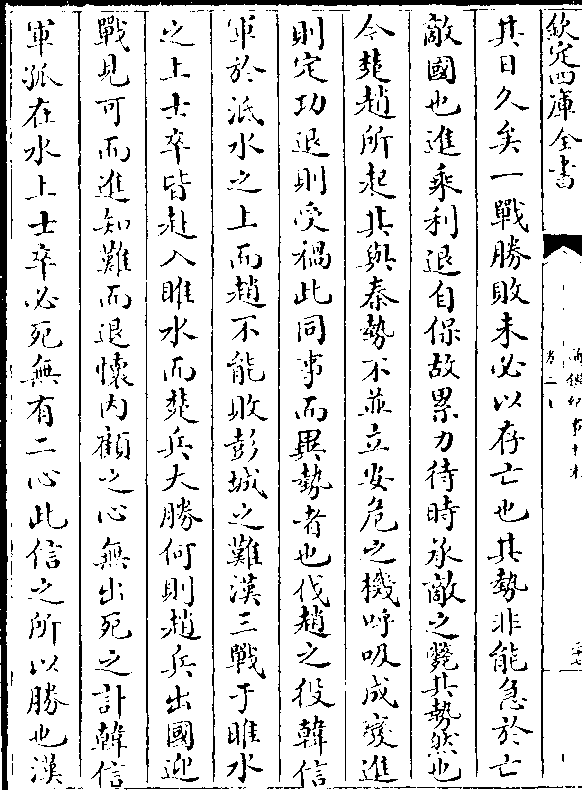 欽定四庫全書
其日久矣一戰勝敗未必以存亡也其勢非能急於亡
敵國也進乘利退自保故累力待時承敵之斃其勢然也
今楚趙所起其與秦勢不並立安危之機呼吸成變進
則定功退則受禍此同事而異勢者也伐趙之役韓信
軍於泜水之上而趙不能敗彭城之難漢三戰于睢水
之上士卒皆赴入睢水而楚兵大勝何則趙兵出國迎
戰見可而進知難而退懷内顧之心無出死之計韓信
軍孤在水上士卒必死無有二心此信之所以勝也漢